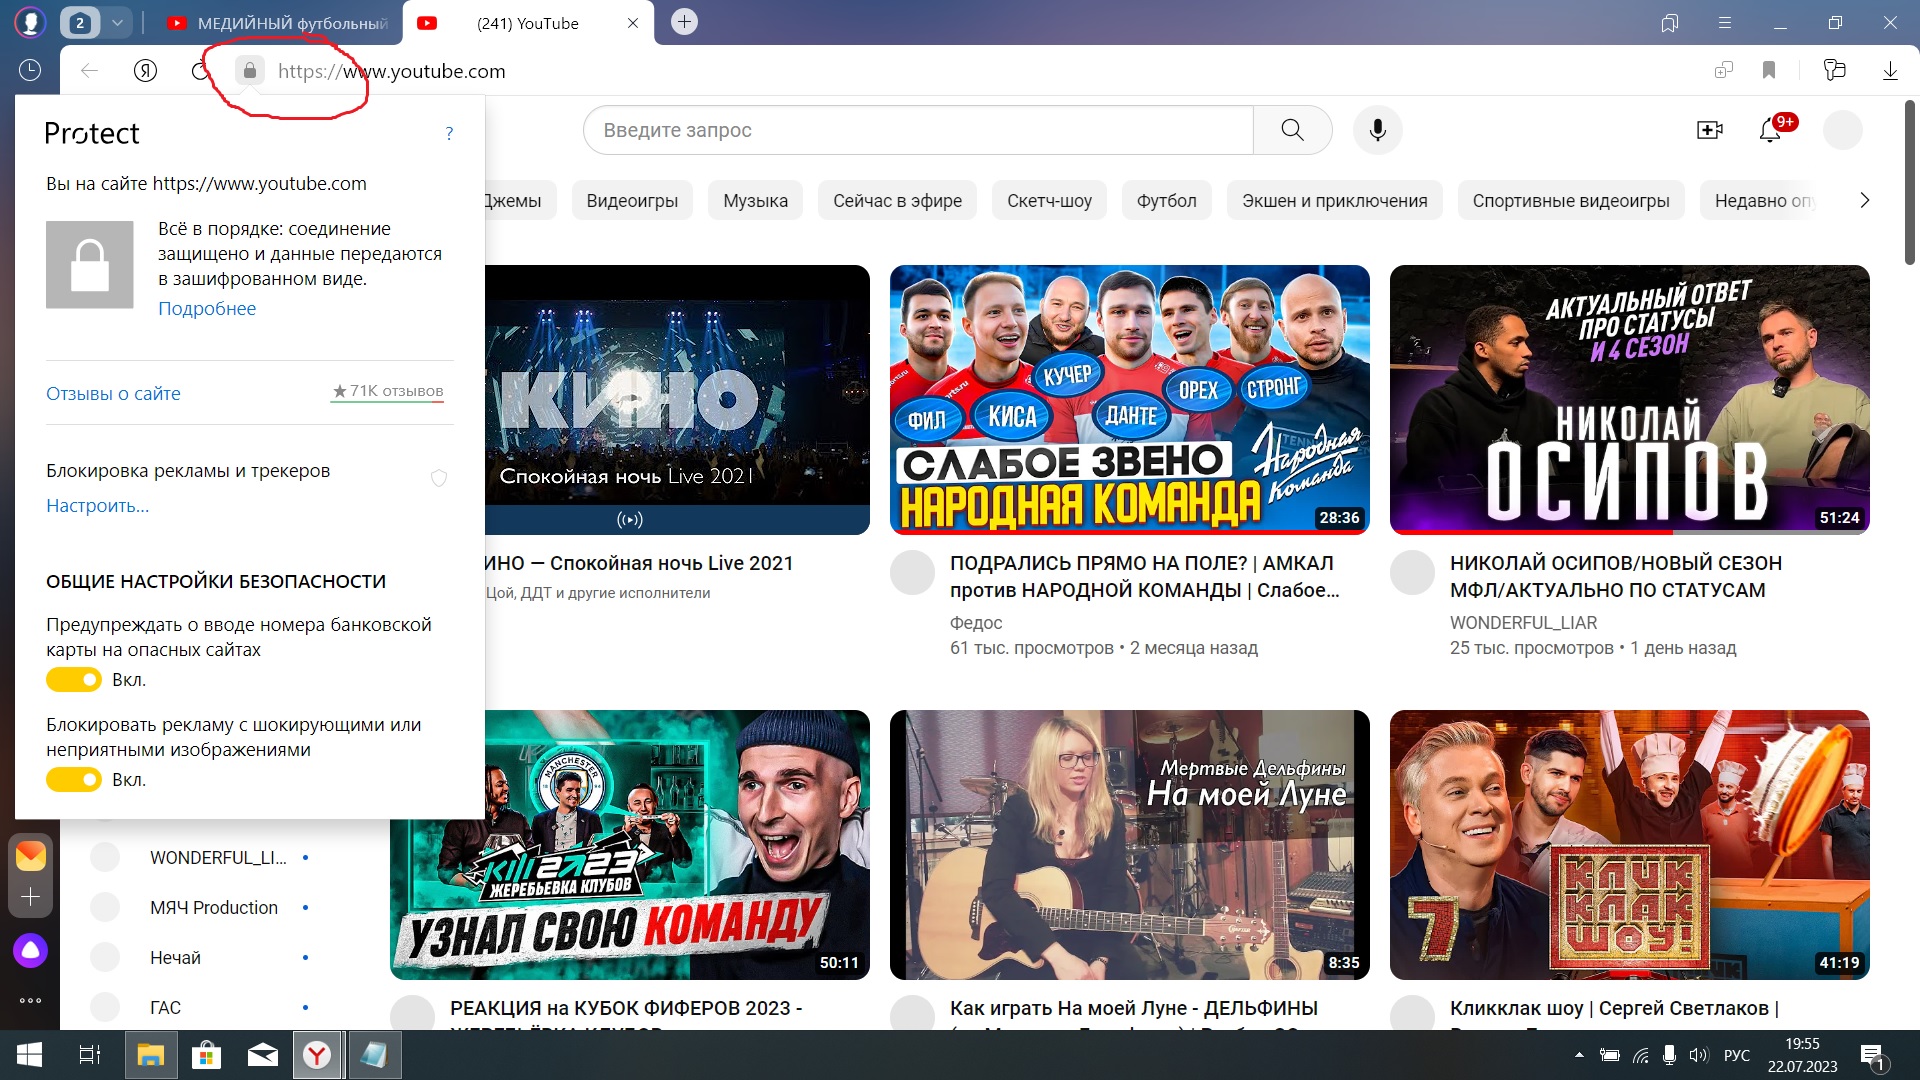 2
МЕДИЙНЫЙ футбольный
(241) YouTube
Я
https://www.youtube.com
Protect
?
Вы на сайте https://www.youtube.com
Всё в порядке: соединение
защищено и данные передаются
в зашифрованном виде.
Подробнее
Отзывы о сайте
★71K отзывов
Блокировка рекламы и трекеров
Настроить...
ОБЩИЕ НАСТРОЙКИ БЕЗОПАСНОСТИ
Предупреждать о вводе номера банковской
карты на опасных сайтах
Вкл.
Блокировать рекламу с шокирующими или
неприятными изображениями
Вкл.
Введите запрос
9+
Джемы
Видеоигры
Музыка
Сейчас в эфире
Скетч-шоу
Футбол
Экшен и приключения
Спортивные видеоигры
Недавно опу
КИНО
Спокойная ночь Live 2021
ИНО — Спокойная ночь Live 2021
Цой, ДДТ и другие исполнители
ФИЛ
КИСА
КУЧЕР
ДАНТЕ
ОРЕХ
СТРОНГ
СЛАБОЕ ЗВЕНО
НАРОДНАЯ КОМАНДА
Народная
Команда
28:36
ПОДРАЛИСЬ ПРЯМО НА ПОЛЕ? | АМКАЛ
против НАРОДНОЙ КОМАНДЫ | Слабое...
Федос
61 тыс. просмотров • 2 месяца назад
АКТУАЛЬНЫЙ ОТВЕТ
ПРО СТАТУСЫ
И 4 СЕЗОН
НИКОЛАЙ
ОСИПОВ
51:24
НИКОЛАЙ ОСИПОВ/НОВЫЙ СЕЗОН
МФЛ/АКТУАЛЬНО ПО СТАТУСАМ
WONDERFUL_LIAR
25 тыс. просмотров • 1 день назад
MANCHESTER
2023
ЖЕРЕБЬЕВКА КЛУБОВ
УЗНАЛ СВОЮ КОМАНДУ
50:11
РЕАКЦИЯ на КУБОК ФИФЕРОВ 2023 -
ЖЕРЕБЬЁВКА КЛУБОВ
Мертвые Дельфины
На моей Луне
8:35
Как играть На моей Луне - ДЕЛЬФИНЫ
7
КЛИК
КЛАК
ШОУ!
41:19
Кликклак шоу | Сергей Светлаков |
WONDERFUL_LI...
МЯЧ Production
Нечай
ГАС
Y
РУС
19:55
22.07.2023
1